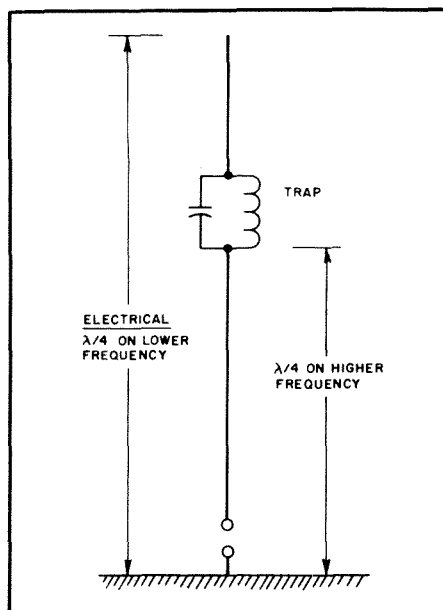 TRAP
ELECTRICAL
λ/4 ON LOWER
FREQUENCY
λ/4 ON HIGHER
FREQUENCY